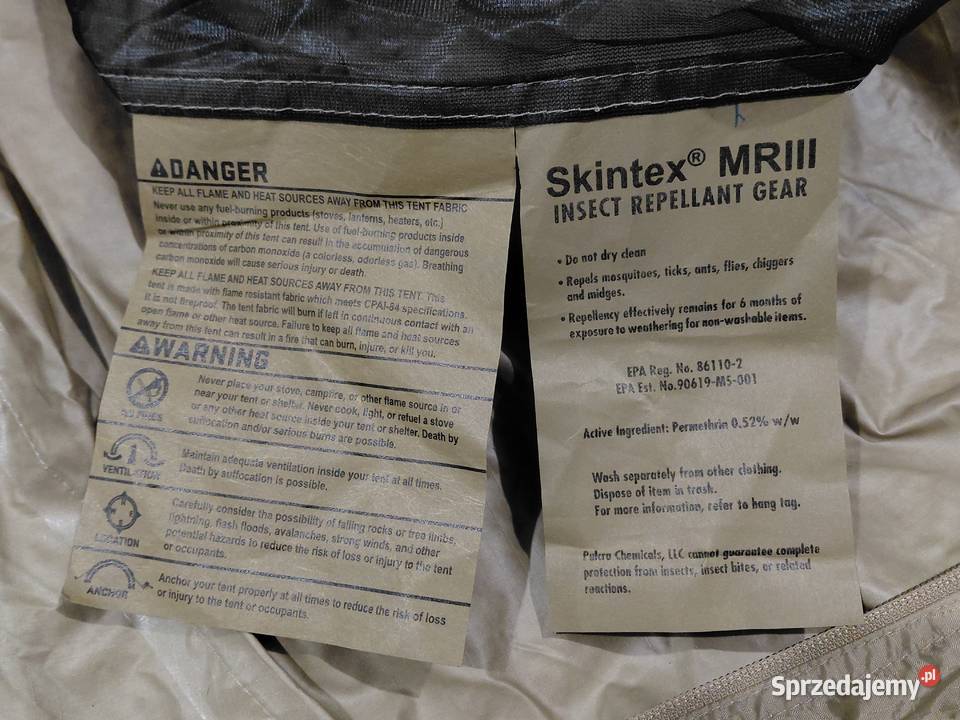 DANGER
KEEP ALL FLAME AND HEAT SOURCES AWAY FROM THIS TENT FABRIC
Never use any fuel-burning products (stoves, lanterns, heaters, etc.)
inside or within proximity of this tent. Use of fuel-burning products inside
or within proximity of this tent can result in the accumulation of dangerous
concentrations of carbon monoxide (a colorless, odorless gas). Breathing
carbon monoxide will cause serious injury or death.
KEEP ALL FLAME AND HEAT SOURCES AWAY FROM THIS TENT. This
tent is made with flame resistant fabric which meets CPAI-84 specifications.
It is not fireproof. The tent fabric will burn if left in continuous contact with an
open flame or other heat source. Failure to keep all flame and heat sources
away from this tent can result in a fire that can burn, injure, or kill you.
WARNING
NO FIRES
Never place your stove, campfire, or other flame source in or
near your tent or shelter. Never cook, light, or refuel a stove
or any other heat source inside your tent or shelter. Death by
suffocation and/or serious burns are possible.
VENTILATION
Maintain adequate ventilation inside your tent at all times.
Death by suffocation is possible.
LOCATION
Carefully consider the possibility of falling rocks or tree limbs,
lightning, flash floods, avalanches, strong winds, and other
potential hazards to reduce the risk of loss or injury to the tent
or occupants.
ANCHOR
Anchor your tent properly at all times to reduce the risk of loss
or injury to the tent or occupants.
Skintex® MRIII
INSECT REPELLANT GEAR
• Do not dry clean
• Repels mosquitoes, ticks, ants, flies, chiggers
and midges.
• Repellency effectively remains for 6 months of
exposure to weathering for non-washable items.
EPA Reg. No. 86110-2
EPA Est. No.90619-MS-001
Active Ingredient: Permethrin 0.52% w/w
Wash separately from other clothing.
Dispose of item in trash.
For more information, refer to hang tag.
Pulcra Chemicals, LLC cannot guarantee complete
protection from insects, insect bites, or related
reactions.
Sprzedajemy.pl